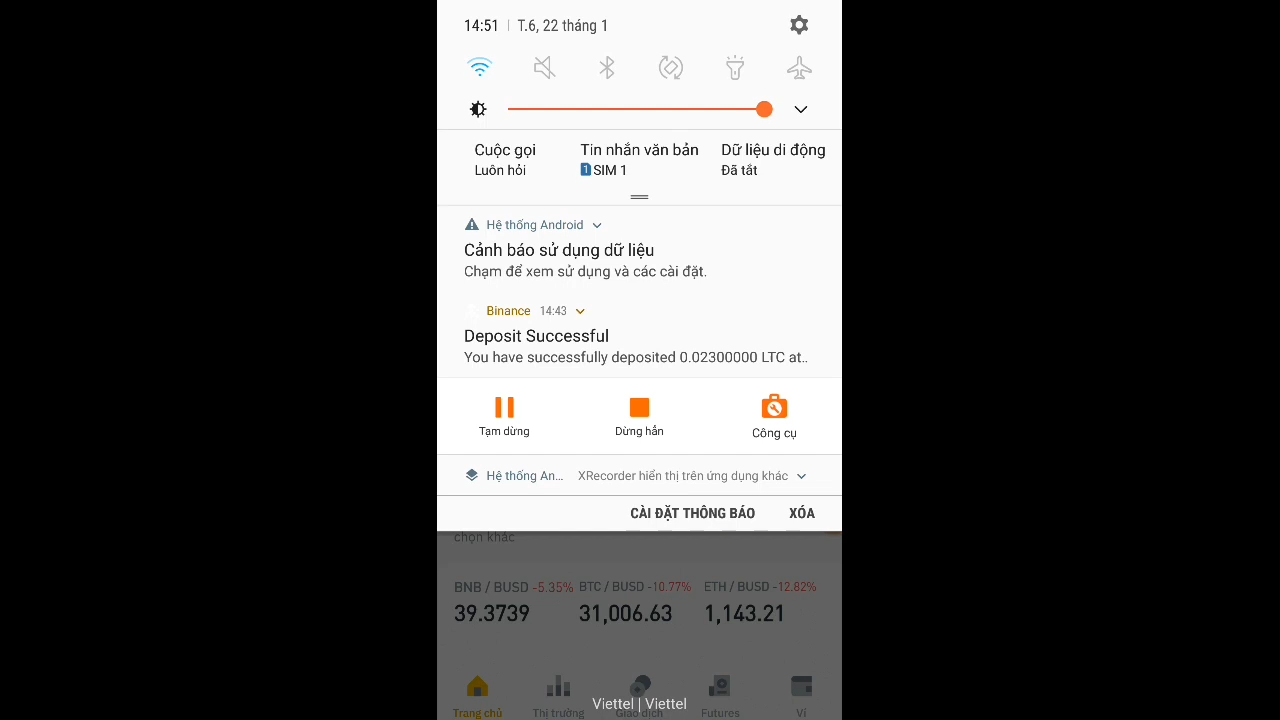 14:51 | T.6, 22 tháng 1
Cuộc gọi
Luôn hỏi
Tin nhắn văn bản
1 SIM 1
Dữ liệu di động
Đã tắt
Hệ thống Android
Cảnh báo sử dụng dữ liệu
Chạm để xem sử dụng và các cài đặt.
Binance 14:43
Deposit Successful
You have successfully deposited 0.02300000 LTC at..
Tạm dừng
Dừng hẳn
Công cụ
Hệ thống An... XRecorder hiển thị trên ứng dụng khác
CÀI ĐẶT THÔNG BÁO XÓA
chọn khác
BNB / BUSD -5.35% BTC / BUSD -10.77% ETH / BUSD -12.82%
39.3739 31,006.63 1,143.21
Viettel | Viettel
Trang chủ Thị trường Giao dịch Futures Ví